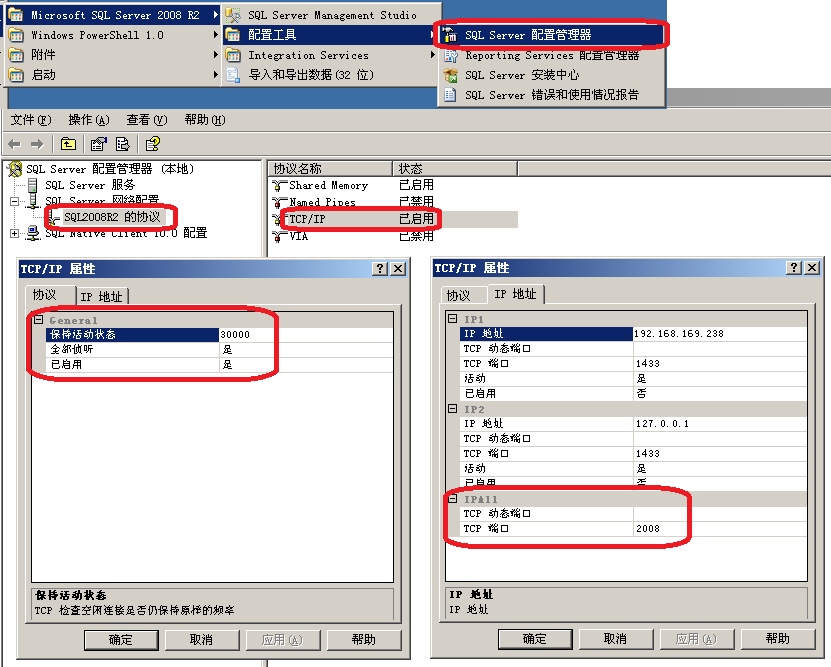 Microsoft SQL Server 2008 R2
Windows PowerShell 1.0
附件
启动
SQL Server Management Studio
配置工具
Integration Services
导入和导出数据(32 位)
SQL Server 配置管理器
Reporting Services 配置管理器
SQL Server 安装中心
SQL Server 错误和使用情况报告
文件(F) 操作(A) 查看(V) 帮助(H)
SQL Server 配置管理器 (本地)
SQL Server 服务
SQL Server 网络配置
SQL2008R2 的协议
SQL Native Client 10.0 配置
协议名称 状态
Shared Memory 已启用
Named Pipes 已禁用
TCP/IP 已启用
VIA 已禁用
TCP/IP 属性
协议 IP 地址
General
保持活动状态 30000
全部侦听 是
已启用 是
保持活动状态
TCP 检查空闲连接是否仍保持原样的频率
确定 取消 应用(A) 帮助
TCP/IP 属性
协议 IP 地址
IP1
IP 地址 192.168.169.238
TCP 动态端口
TCP 端口 1433
活动 是
已启用 否
IP2
IP 地址 127.0.0.1
TCP 动态端口
TCP 端口 1433
活动 是
已启用 否
IPAll
TCP 动态端口
TCP 端口 2008
IP 地址
IP 地址
确定 取消 应用(A) 帮助